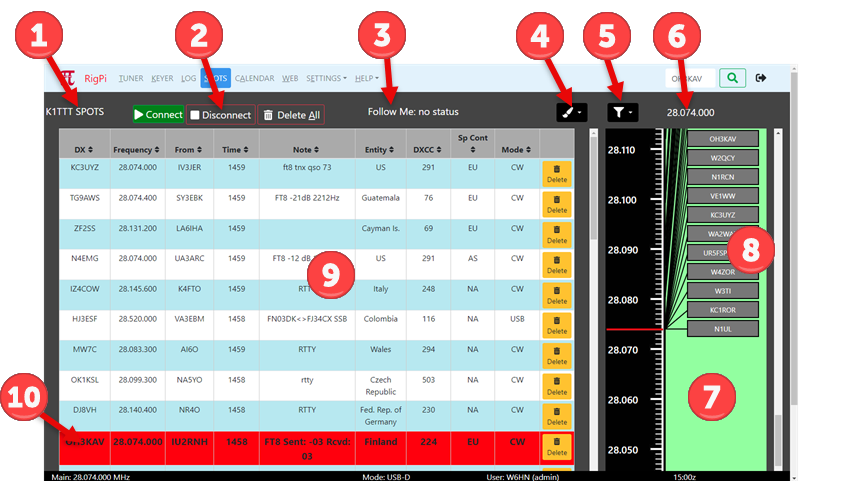 1 2 3 4 5 6
RigPi TUNER KEYER LOG SPOTS CALENDAR WEB SETTINGS HELP OH3KAV
K1TTT SPOTS Connect Disconnect Delete All Follow Me: no status 28.074.000
DX Frequency From Time Note Entity DXCC Sp Cont Mode
KC3UYZ 28.074.000 IV3JER 1459 ft8 tnx qso 73 US 291 EU CW Delete
TG9AWS 28.074.400 SY3EBK 1459 FT8 -21dB 2212Hz Guatemala 76 EU CW Delete
ZF2SS 28.131.200 LA6IHA 1459 Cayman Is. 69 EU CW Delete
N4EMG 28.074.000 UA3ARC 1459 FT8 -12 dB US 291 AS CW Delete
IZ4COW 28.145.600 K4FTO 1459 RTTY Italy 248 NA CW Delete
HJ3ESF 28.520.000 VA3EBM 1458 FN03DK<>FJ34CX SSB Colombia 116 NA USB Delete
MW7C 28.083.300 AI6O 1459 RTTY Wales 294 NA CW Delete
OK1KSL 28.099.300 NA5YO 1458 rtty Czech Republic 503 NA CW Delete
DJ8VH 28.140.400 NR4O 1458 RTTY Fed. Rep. of Germany 230 NA CW Delete
OH3KAV 28.074.000 IU2RNH 1458 FT8 Sent: -03 Rcvd: 03 Finland 224 EU CW Delete
9
10
28.110
28.100
28.090
28.080
28.070
28.060
28.050
OH3KAV
W2QCY
N1RCN
VE1WW
KC3UYZ
W4ZOR
W3TI
KC1ROR
N1UL
8
7
Main: 28.074.000 MHz Mode: USB-D User: W6HN (admin) 15:00z